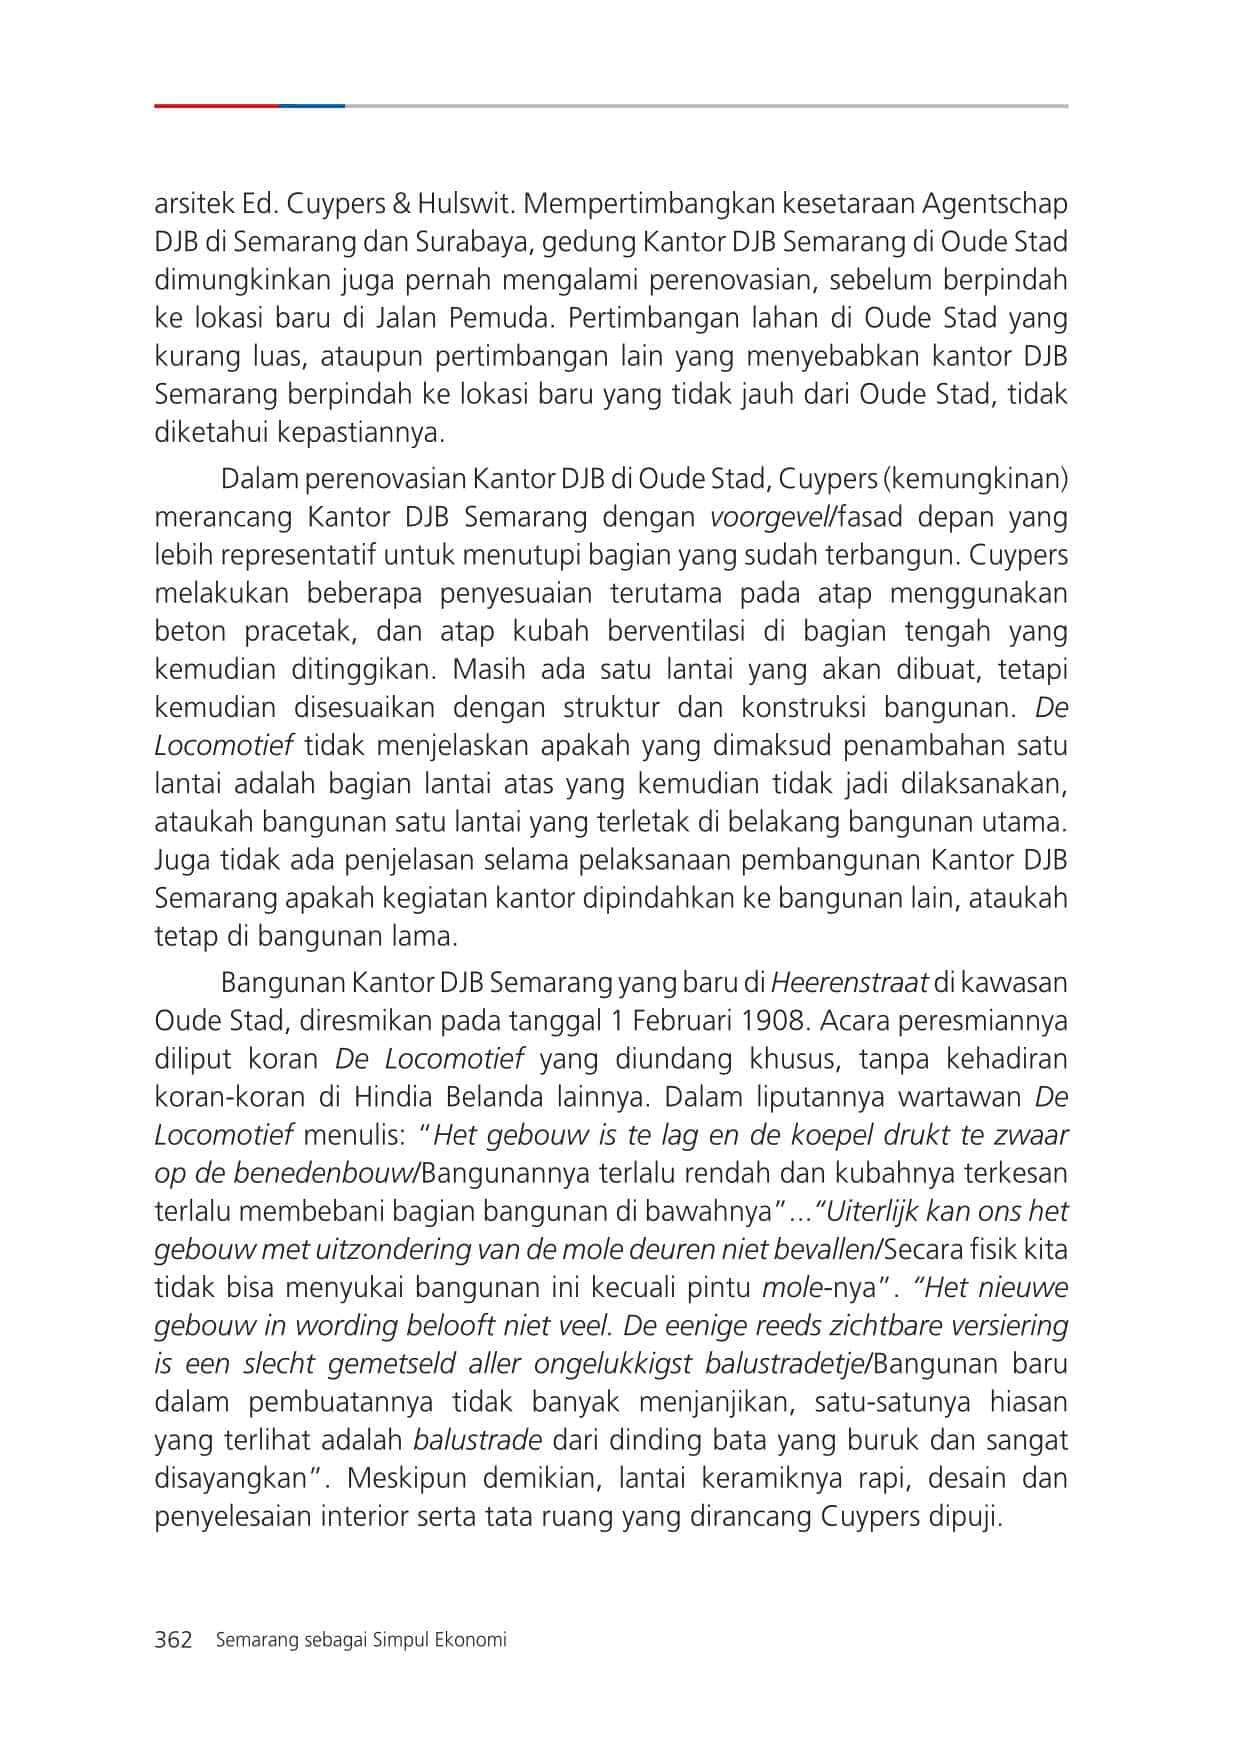 arsitek Ed. Cuypers & Hulswit. Mempertimbangkan kesetaraan Agentschap
DJB di Semarang dan Surabaya, gedung Kantor DJB Semarang di Oude Stad
dimungkinkan juga pernah mengalami perenovasian, sebelum berpindah
ke lokasi baru di Jalan Pemuda. Pertimbangan lahan di Oude Stad yang
kurang luas, ataupun pertimbangan lain yang menyebabkan kantor DJB
Semarang berpindah ke lokasi baru yang tidak jauh dari Oude Stad, tidak
diketahui kepastiannya.
Dalam perenovasian Kantor DJB di Oude Stad, Cuypers (kemungkinan)
merancang Kantor DJB Semarang dengan voorgevel/fasad depan yang
lebih representatif untuk menutupi bagian yang sudah terbangun. Cuypers
melakukan beberapa penyesuaian terutama pada atap menggunakan
beton pracetak, dan atap kubah berventilasi di bagian tengah yang
kemudian ditinggikan. Masih ada satu lantai yang akan dibuat, tetapi
kemudian disesuaikan dengan struktur dan konstruksi bangunan. De
Locomotief tidak menjelaskan apakah yang dimaksud penambahan satu
lantai adalah bagian lantai atas yang kemudian tidak jadi dilaksanakan,
ataukah bangunan satu lantai yang terletak di belakang bangunan utama.
Juga tidak ada penjelasan selama pelaksanaan pembangunan Kantor DJB
Semarang apakah kegiatan kantor dipindahkan ke bangunan lain, ataukah
tetap di bangunan lama.
Bangunan Kantor DJB Semarang yang baru di Heerenstraat di kawasan
Oude Stad, diresmikan pada tanggal 1 Februari 1908. Acara peresmiannya
diliput koran De Locomotief yang diundang khusus, tanpa kehadiran
koran-koran di Hindia Belanda lainnya. Dalam liputannya wartawan De
Locomotief menulis: “Het gebouw is te lag en de koepel drukt te zwaar
op de benedenbouw/Bangunannya terlalu rendah dan kubahnya terkesan
terlalu membebani bagian bangunan di bawahnya”...“Uiterlijk kan ons het
gebouw met uitzondering van de mole deuren niet bevallen/Secara fisik kita
tidak bisa menyukai bangunan ini kecuali pintu mole-nya”. “Het nieuwe
gebouw in wording belooft niet veel. De eenige reeds zichtbare versiering
is een slecht gemetseld aller ongelukkigst balustradetje/Bangunan baru
dalam pembuatannya tidak banyak menjanjikan, satu-satunya hiasan
yang terlihat adalah balustrade dari dinding bata yang buruk dan sangat
disayangkan”. Meskipun demikian, lantai keramiknya rapi, desain dan
penyelesaian interior serta tata ruang yang dirancang Cuypers dipuji.
362 Semarang sebagai Simpul Ekonomi